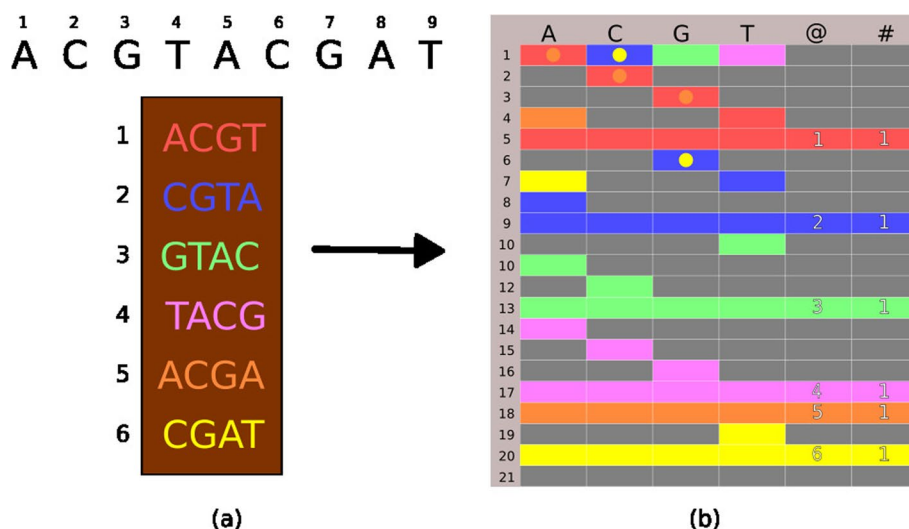 1 2 3 4 5 6 7 8 9
A C G T A C G A T
1 ACGT
2 CGTA
3 GTAC
4 TACG
5 ACGA
6 CGAT
(a)
A C G T @ #
1
2
3
4
5 1 1
6
7
8
9 2 1
10
10
12
13 3 1
14
15
16
17 4 1
18 5 1
19
20 6 1
21
(b)